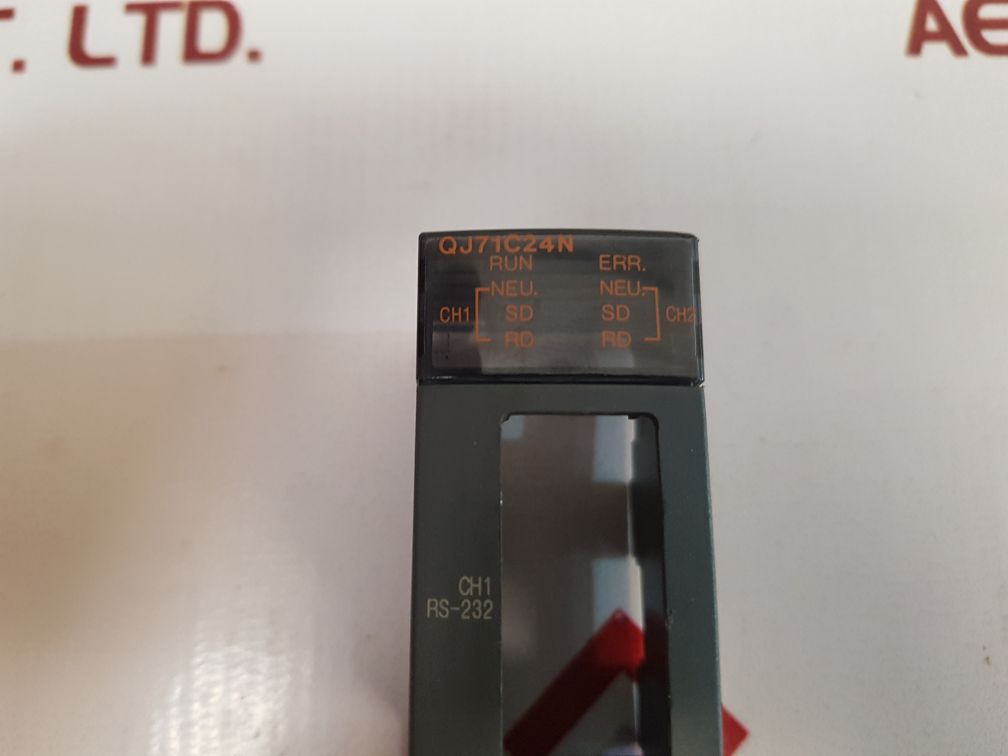 . LTD.
AE
QJ71C24N
RUN ERR.
NEU. NEU.
CH1 SD SD CH2
RD RD
CH1
RS-232